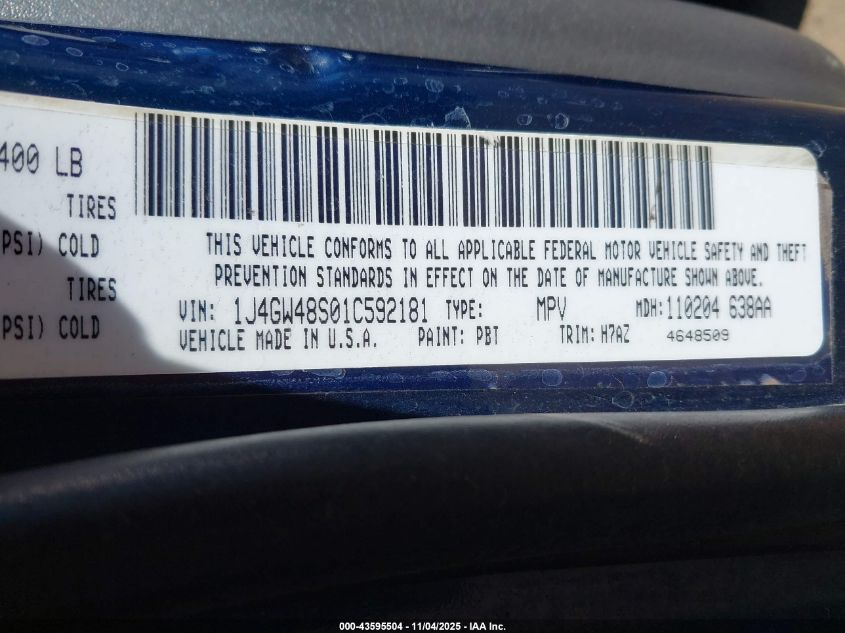 400 LB
TIRES
PSI) COLD
TIRES
PSI) COLD
THIS VEHICLE CONFORMS TO ALL APPLICABLE FEDERAL MOTOR VEHICLE SAFETY AND THEFT
PREVENTION STANDARDS IN EFFECT ON THE DATE OF MANUFACTURE SHOWN ABOVE.
VIN: 1J4GW48S01C592181 TYPE: MPV MDH: 110204 638AA
VEHICLE MADE IN U.S.A. PAINT: PBT TRIM: H7AZ 4648509
000-43595504 - 11/04/2025 - IAA Inc.